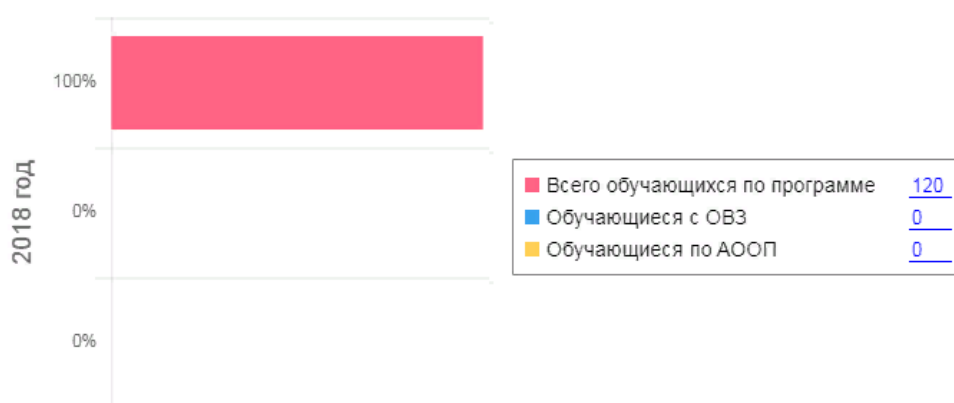 2018 год
100%
0%
0%
Всего обучающихся по программе 120
Обучающиеся с ОВЗ 0
Обучающиеся по АООП 0